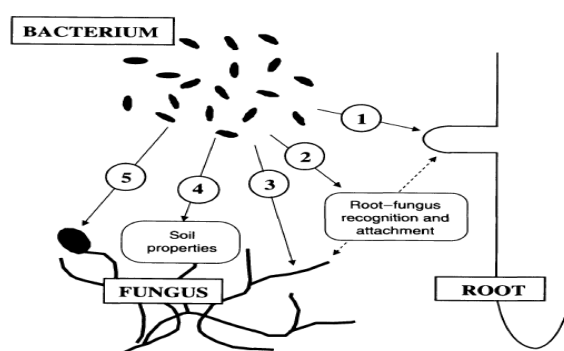 BACTERIUM
1
2
3
4
5
Root–fungus
recognition and
attachment
Soil
properties
FUNGUS
ROOT